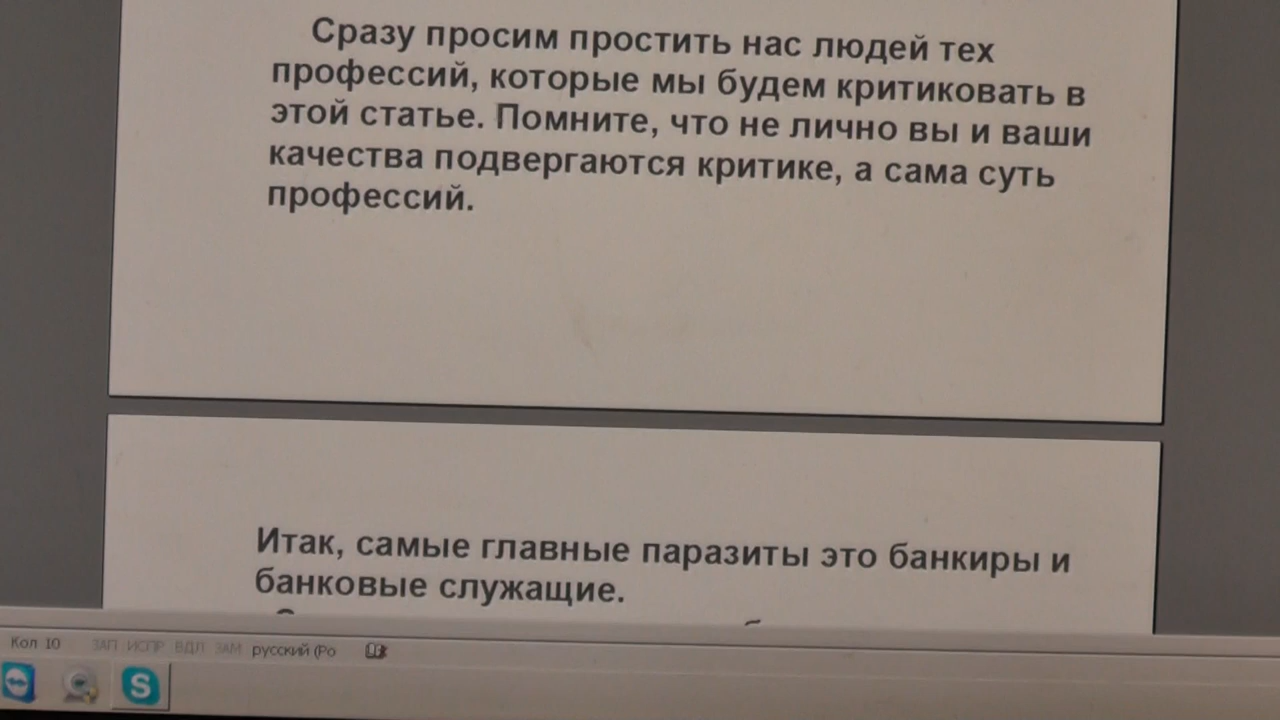 Сразу просим простить нас людей тех
профессий, которые мы будем критиковать в
этой статье. Помните, что не лично вы и ваши
качества подвергаются критике, а сама суть
профессий.
Итак, самые главные паразиты это банкиры и
банковые служащие.
Кол 10 ЗАП ИСПР ВДЛ ЗАМ русский (Ро
S